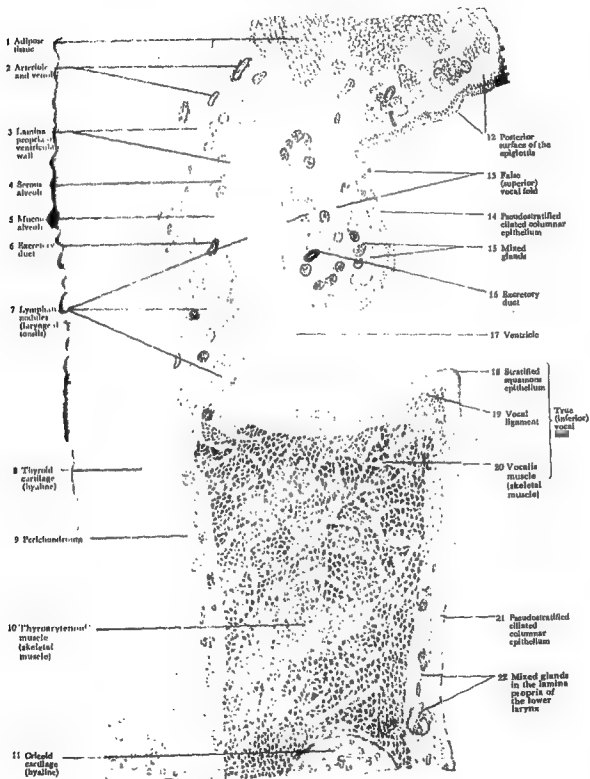 1 Adipose
tissue
2 Arteriole
and venule
3 Lamina
propria of
ventricular
wall
4 Serous
alveoli
5 Mucous
alveoli
6 Excretory
duct
7 Lymphatic
nodules
(laryngeal
tonsils)
8 Thyroid
cartilage
(hyaline)
9 Perichondrium
10 Thyroarytenoid
muscle
(skeletal
muscle)
11 Cricoid
cartilage
(hyaline)
12 Posterior
surface of the
epiglottis
13 False
(superior)
vocal fold
14 Pseudostratified
ciliated columnar
epithelium
15 Mixed
glands
16 Excretory
duct
17 Ventricle
18 Stratified
squamous
epithelium
19 Vocal
ligament
20 Vocalis
muscle
(skeletal
muscle)
True
(inferior)
vocal
21 Pseudostratified
ciliated
columnar
epithelium
22 Mixed glands
in the lamina
propria of
the lower
larynx